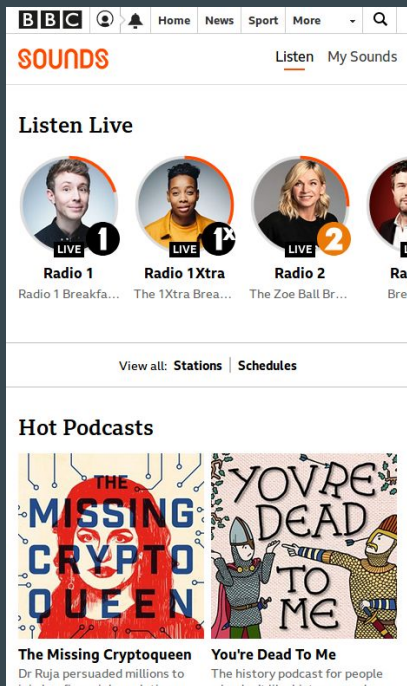 BBC Home News Sport More
SOUNDS Listen My Sounds
Listen Live
LIVE 1 LIVE 1X LIVE 2
Radio 1 Radio 1Xtra Radio 2 Ra
Radio 1 Breakfa... The 1Xtra Brea... The Zoe Ball Br... Bre
View all: Stations Schedules
Hot Podcasts
THE
MISSING
CRYPTO
QUEEN
YOU'RE
DEAD
TO
ME
The Missing Cryptoqueen You're Dead To Me
Dr Ruja persuaded millions to The history podcast for people